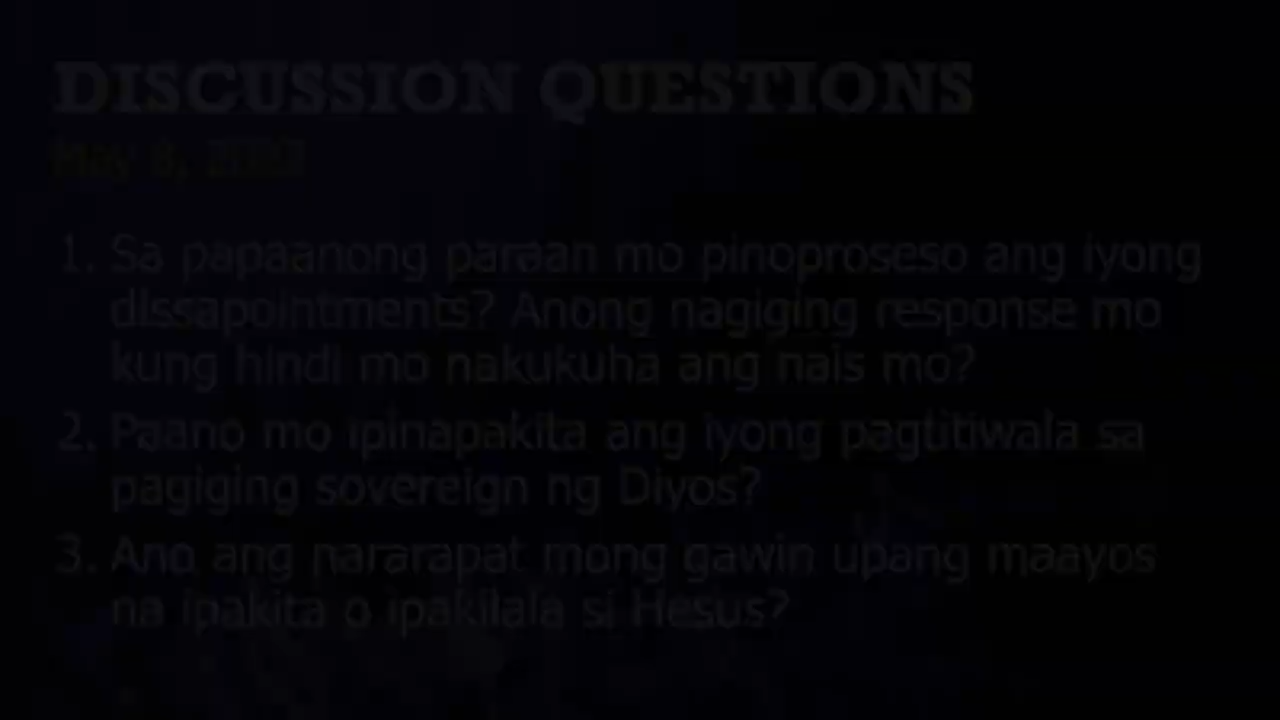 DISCUSSION QUESTIONS
May 8,
1. Sa papaanong paraan mo pinoproseso ang iyong
dissapointments? Anong nagiging response mo
kung hindi mo nakukuha ang nais mo?
2. Paano mo ipinapakita ang iyong pagtitiwala sa
pagiging sovereign ng Diyos?
3. Ano ang nararapat mong gawin upang maayos
na ipakita o ipakilala si Hesus?